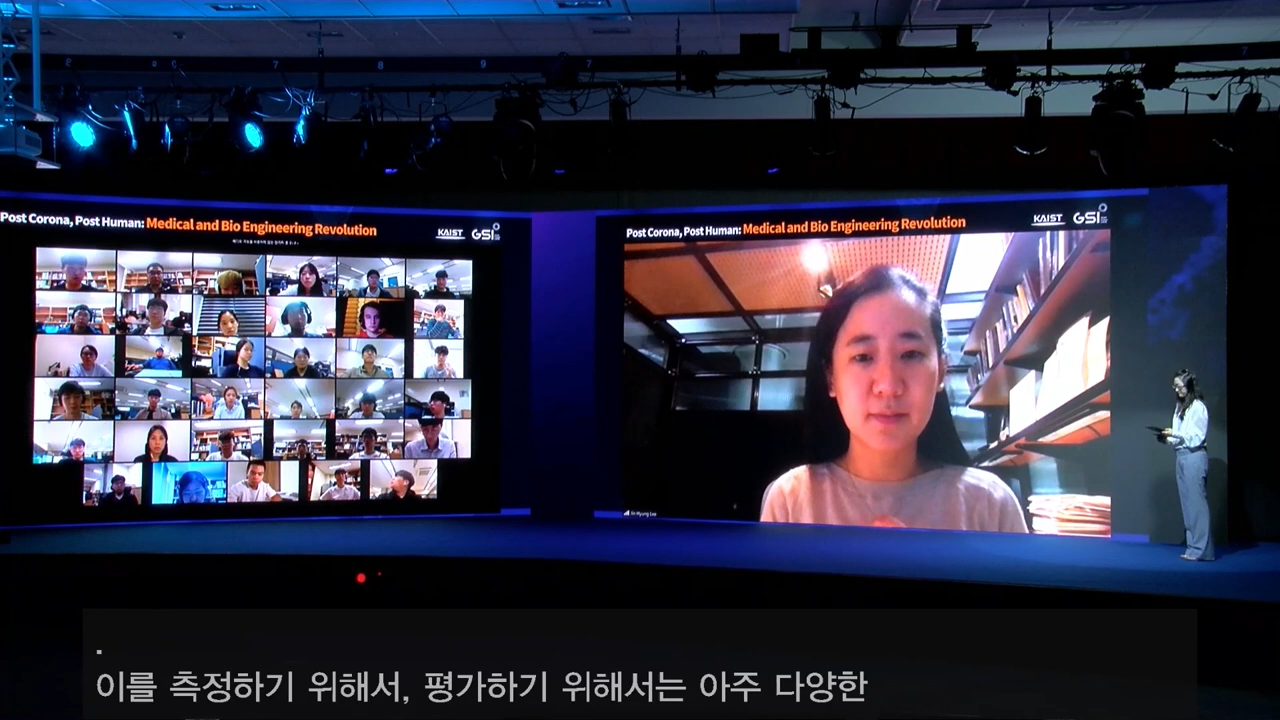 Post Corona, Post Human: Medical and Bio Engineering Revolution
KAIST GSI
Post Corona, Post Human: Medical and Bio Engineering Revolution
KAIST GSI
.
이를 측정하기 위해서, 평가하기 위해서는 아주 다양한